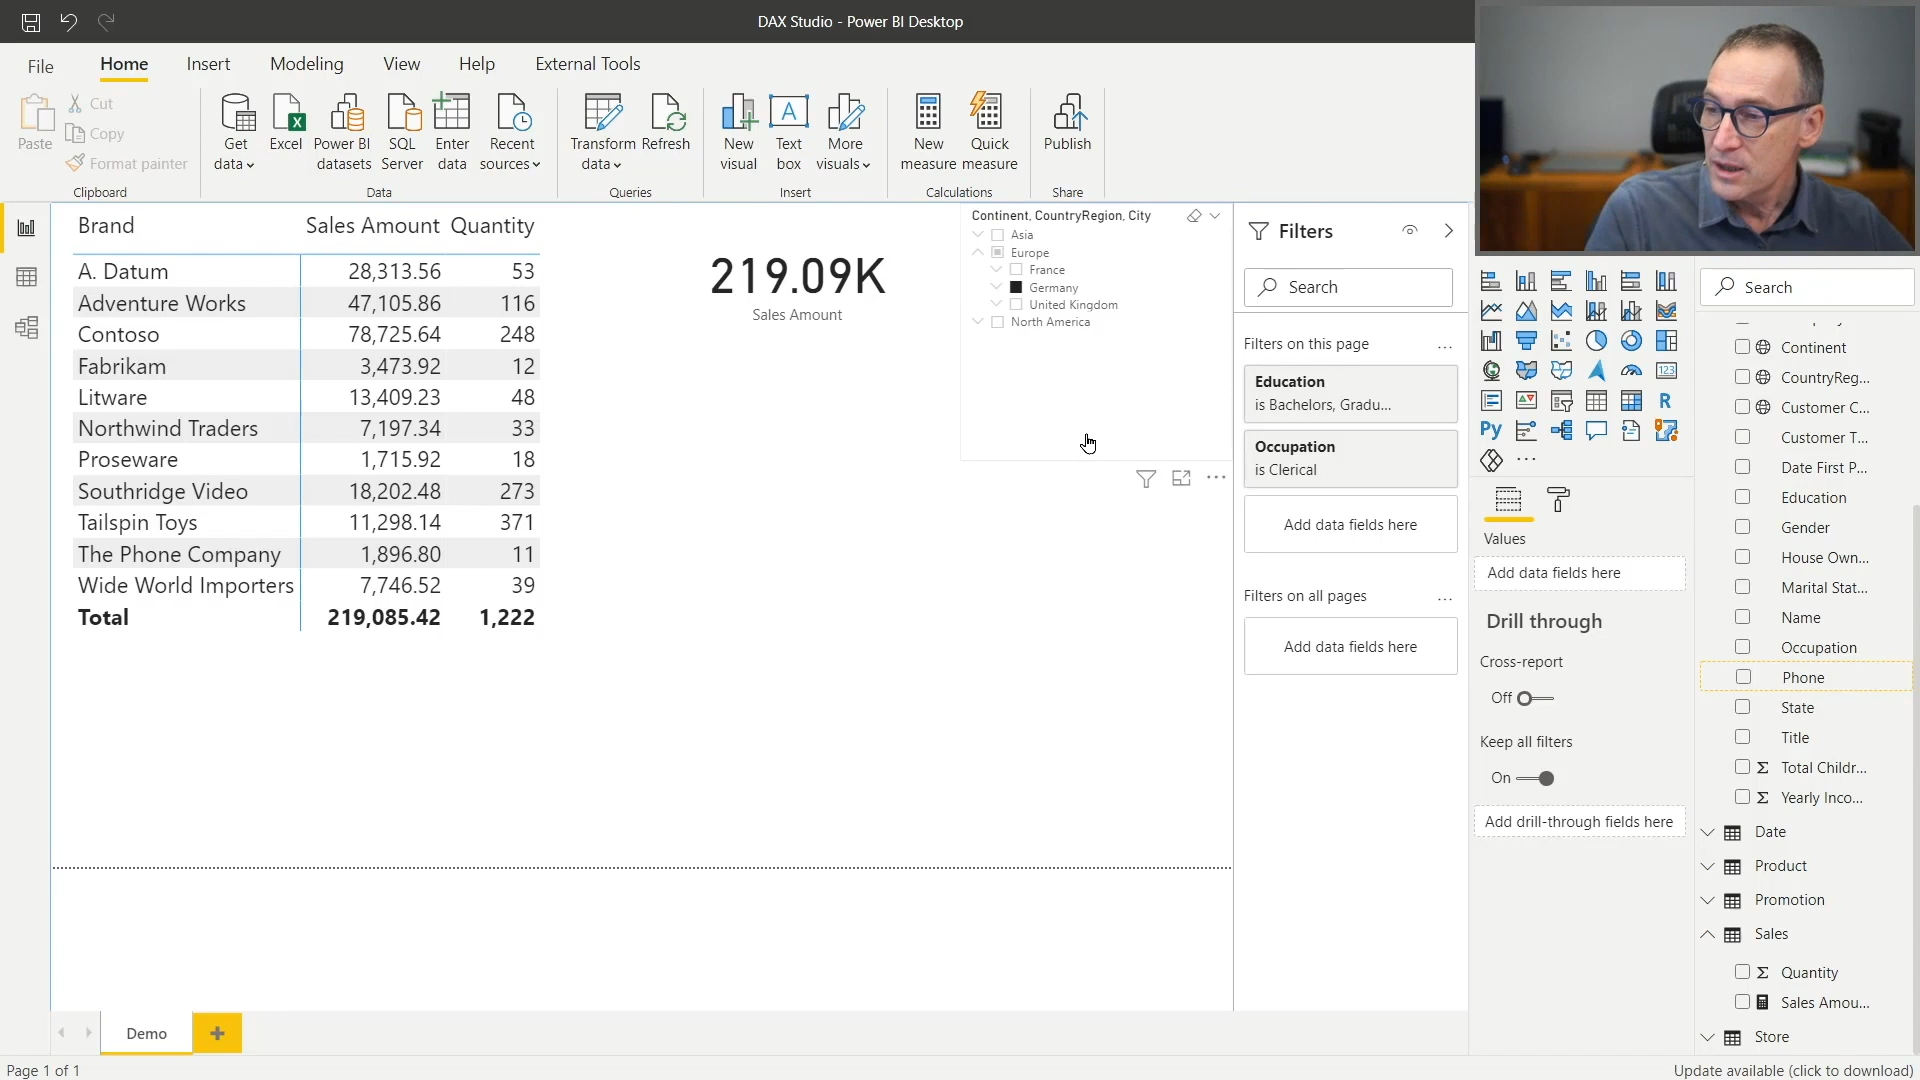 DAX Studio - Power BI Desktop
File
Home
Insert
Modeling
View
Help
External Tools
Paste
Cut
Copy
Format painter
Clipboard
Get data
Excel
Power BI datasets
SQL Server
Enter data
Recent sources
Data
Transform data
Refresh
Queries
New visual
Text box
More visuals
Insert
New measure
Quick measure
Calculations
Publish
Share
Brand Sales Amount Quantity
A. Datum 28,313.56 53
Adventure Works 47,105.86 116
Contoso 78,725.64 248
Fabrikam 3,473.92 12
Litware 13,409.23 48
Northwind Traders 7,197.34 33
Proseware 1,715.92 18
Southridge Video 18,202.48 273
Tailspin Toys 11,298.14 371
The Phone Company 1,896.80 11
Wide World Importers 7,746.52 39
Total 219,085.42 1,222
219.09K
Sales Amount
Continent, CountryRegion, City
Asia
Europe
France
Germany
United Kingdom
North America
Filters
Search
Filters on this page ...
Education
is Bachelors, Gradu...
Occupation
is Clerical
Add data fields here
Filters on all pages ...
Add data fields here
123
R
Py
...
Values
Add data fields here
Drill through
Cross-report
Off
Keep all filters
On
Add drill-through fields here
Search
Continent
CountryReg...
Customer C...
Customer T...
Date First P...
Education
Gender
House Own...
Marital Stat...
Name
Occupation
Phone
State
Title
Σ Total Childr...
Σ Yearly Inco...
Date
Product
Promotion
Sales
Σ Quantity
Sales Amou...
Store
Demo
Page 1 of 1
Update available (click to download)